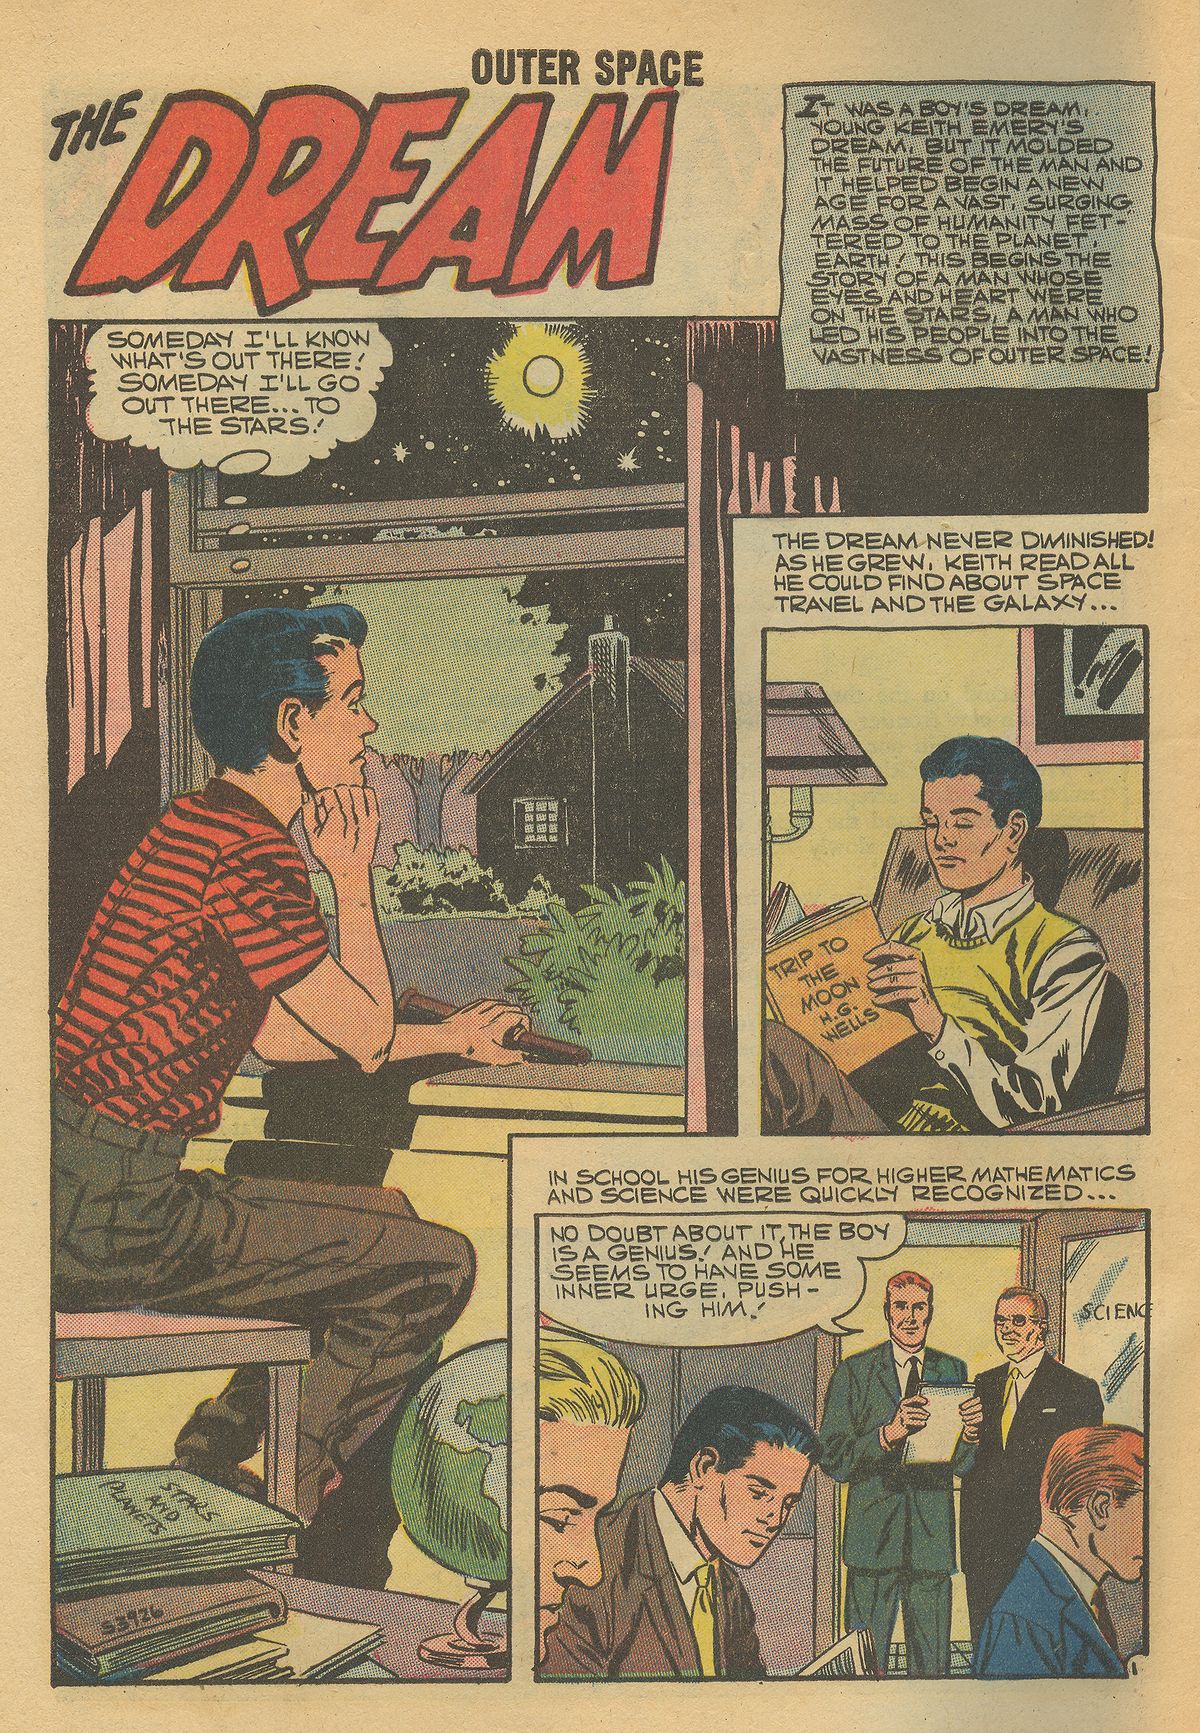 OUTER SPACE
THE
DREAM
IT WAS A BOY'S DREAM,
YOUNG KEITH EMERY'S
DREAM, BUT IT MOLDED
THE FUTURE OF THE MAN AND
IT HELPED BEGIN A NEW
AGE FOR A VAST, SURGING
MASS OF HUMANITY FET-
TERED TO THE PLANET,
EARTH! THIS BEGINS THE
STORY OF A MAN WHOSE
EYES AND HEART WERE
ON THE STARS, A MAN WHO
LED HIS PEOPLE INTO THE
VASTNESS OF OUTER SPACE!
SOMEDAY I'LL KNOW
WHAT'S OUT THERE!
SOMEDAY I'LL GO
OUT THERE... TO
THE STARS!
THE DREAM NEVER DIMINISHED!
AS HE GREW, KEITH READ ALL
HE COULD FIND ABOUT SPACE
TRAVEL AND THE GALAXY...
TRIP TO
THE
MOON
H.G.
WELLS
IN SCHOOL HIS GENIUS FOR HIGHER MATHEMATICS
AND SCIENCE WERE QUICKLY RECOGNIZED...
NO DOUBT ABOUT IT, THE BOY
IS A GENIUS! AND HE
SEEMS TO HAVE SOME
INNER URGE, PUSH-
ING HIM!
SCIENC
STARS
AND
PLANETS
S3926
1